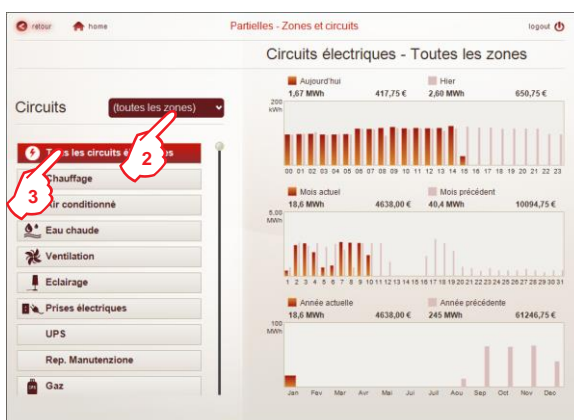 retour home Partielles - Zones et circuits logout
Circuits électriques - Toutes les zones
Circuits (toutes les zones)
2
3
Tous les circuits
Chauffage
Air conditionné
Eau chaude
Ventilation
Eclairage
Prises électriques
UPS
Rep. Manutenzione
Gaz
Aujourd'hui Hier
1,67 MWh 417,75 € 2,60 MWh 650,75 €
200
kWh
00 01 02 03 04 05 06 07 08 09 10 11 12 13 14 15 16 17 18 19 20 21 22 23
Mois actuel Mois précédent
18,6 MWh 4638,00 € 40,4 MWh 10094,75 €
5,00
MWh
1 2 3 4 5 6 7 8 9 10 11 12 13 14 15 16 17 18 19 20 21 22 23 24 25 26 27 28 29 30 31
Année actuelle Année précédente
18,6 MWh 4638,00 € 245 MWh 61246,75 €
100
MWh
Jan Fev Mar Avr Mai Jui Juil Aou Sep Oct Nov Dec